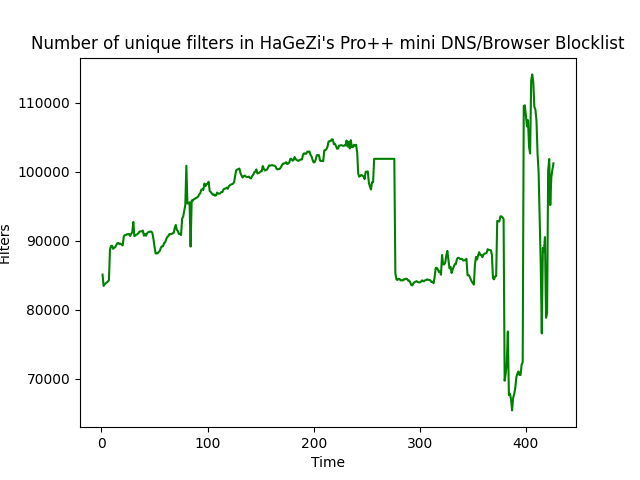 Number of unique filters in HaGeZi's Pro++ mini DNS/Browser Blocklist
110000
100000
90000
80000
70000
Filters
0 100 200 300 400
Time